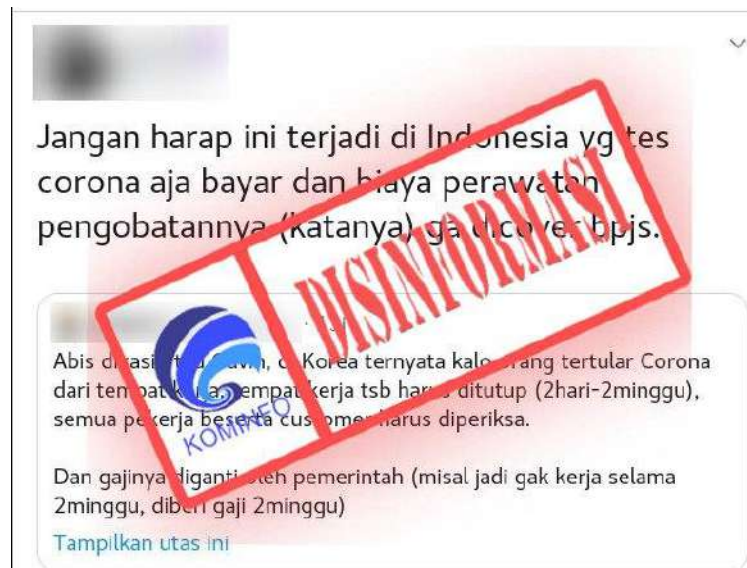 Jangan harap ini terjadi di Indonesia yg tes
corona aja bayar dan biaya perawatan
pengobatannya (katanya) ga dicover bpjs.
DISINFORMASI
KOMINFO
Abis dikasi Korea ternyata kalo orang tertular Corona
dari tempat kerja, tempat kerja tsb harus ditutup (2hari-2minggu),
semua pekerja beserta customer harus diperiksa.
Dan gajinya diganti oleh pemerintah (misal jadi gak kerja selama
2minggu, diberi gaji 2minggu)
Tampilkan utas ini